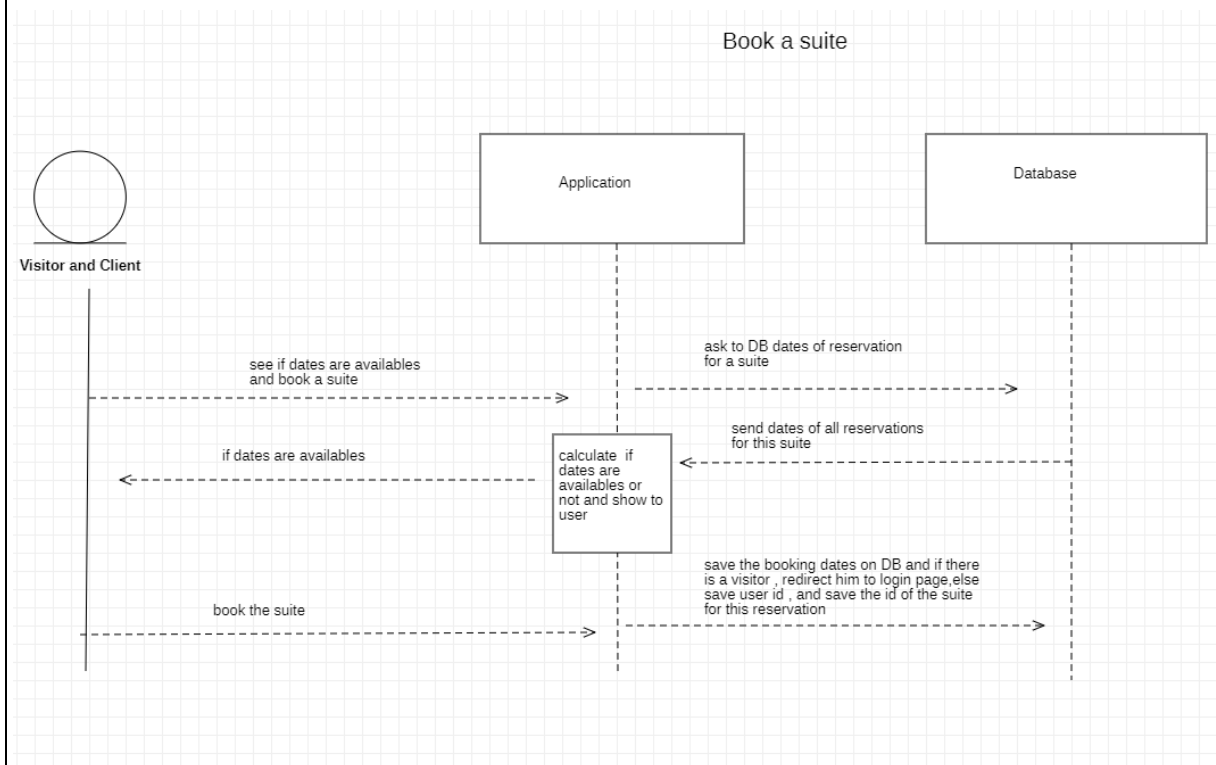 Book a suite
Application
Database
Visitor and Client
see if dates are availables
and book a suite
ask to DB dates of reservation
for a suite
send dates of all reservations
for this suite
if dates are availables
calculate if
dates are
availables or
not and show to
user
save the booking dates on DB and if there
is a visitor , redirect him to login page,else
save user id , and save the id of the suite
for this reservation
book the suite